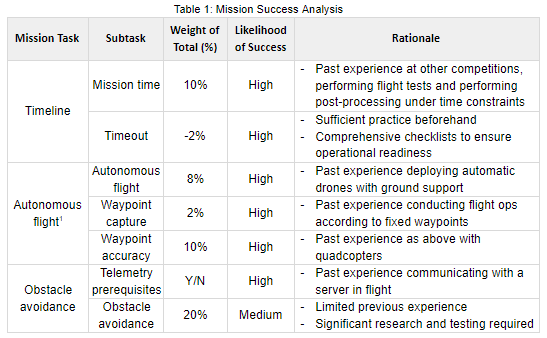 Table 1: Mission Success Analysis
Mission Task Subtask Weight of Total (%) Likelihood of Success Rationale
Timeline
Mission time 10% High
- Past experience at other competitions,
performing flight tests and performing
post-processing under time constraints
Timeout -2% High
- Sufficient practice beforehand
- Comprehensive checklists to ensure
operational readiness
Autonomous
flight¹
Autonomous
flight
8% High
- Past experience deploying automatic
drones with ground support
Waypoint
capture
2% High
- Past experience conducting flight ops
according to fixed waypoints
Waypoint
accuracy
10% High
- Past experience as above with
quadcopters
Obstacle
avoidance
Telemetry
prerequisites
Y/N High
- Past experience communicating with a
server in flight
Obstacle
avoidance
20% Medium
- Limited previous experience
- Significant research and testing required